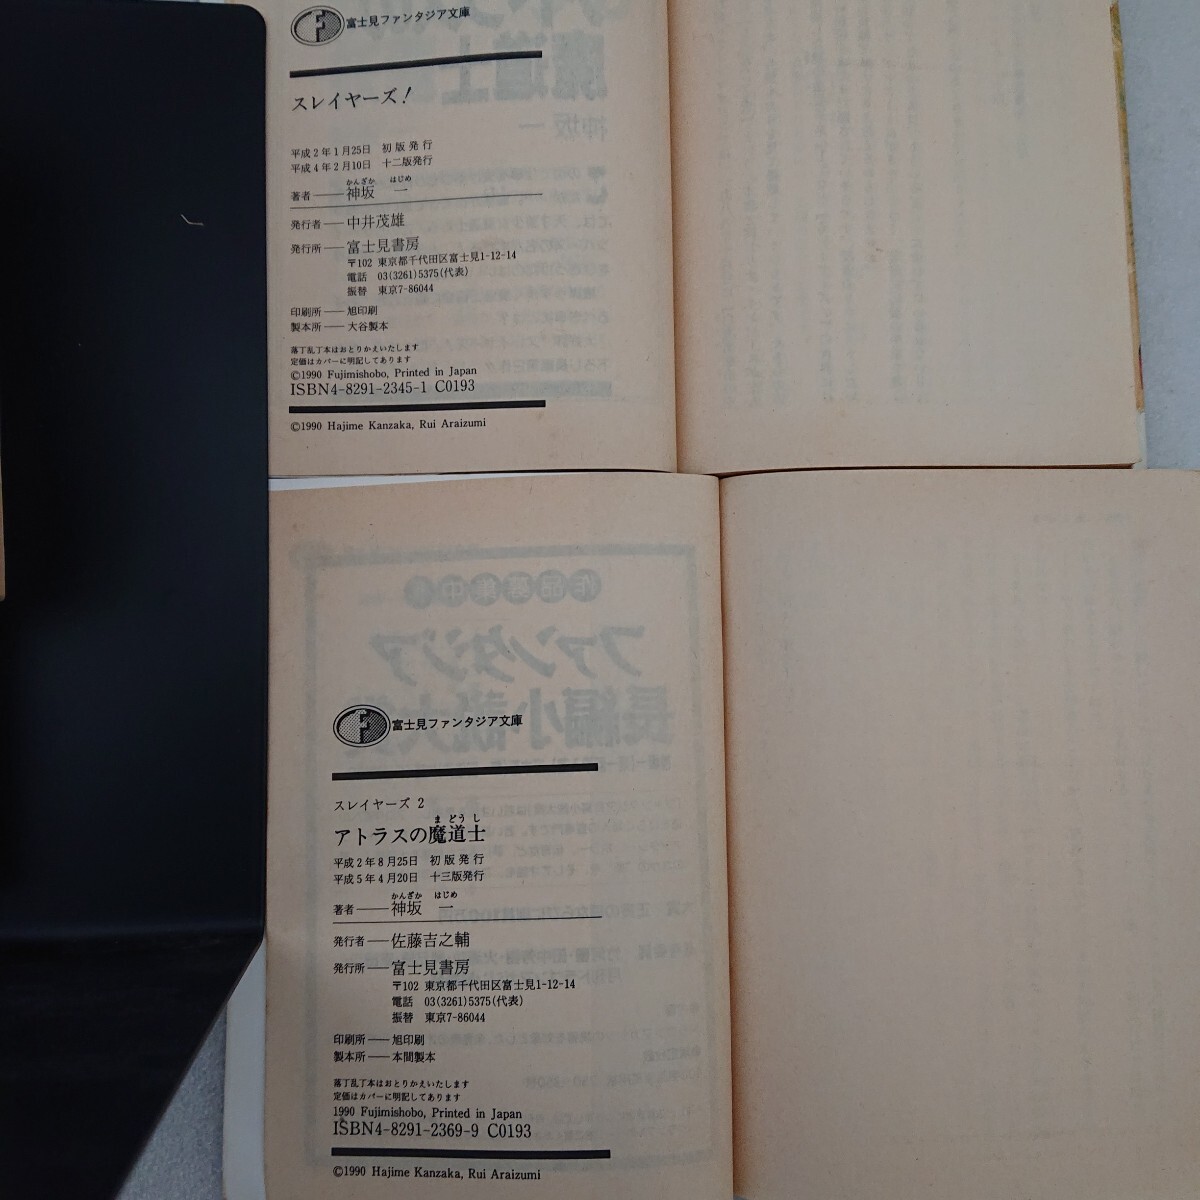 富士見ファンタジア文庫
スレイヤーズ!
平成2年1月25日 初版発行
平成4年2月10日 十二版発行
かんざか はじめ
著者――神坂 一
発行者――中井茂雄
発行所――富士見書房
〒102 東京都千代田区富士見1-12-14
電話 03(3261)5375(代表)
振替 東京7-86044
印刷所――旭印刷
製本所――大谷製本
落丁乱丁本はおとりかえいたします
定価はカバーに明記してあります
©1990 Fujimishobo, Printed in Japan
ISBN4-8291-2345-1 C0193
©1990 Hajime Kanzaka, Rui Araizumi
富士見ファンタジア文庫
スレイヤーズ 2
まどうし
アトラスの魔道士
平成2年8月25日 初版発行
平成5年4月20日 十三版発行
かんざか はじめ
著者――神坂 一
発行者――佐藤吉之輔
発行所――富士見書房
〒102 東京都千代田区富士見1-12-14
電話 03(3261)5375(代表)
振替 東京7-86044
印刷所――旭印刷
製本所――本間製本
落丁乱丁本はおとりかえいたします
定価はカバーに明記してあります
1990 Fujimishobo, Printed in Japan
ISBN4-8291-2369-9 C0193
©1990 Hajime Kanzaka, Rui Araizumi